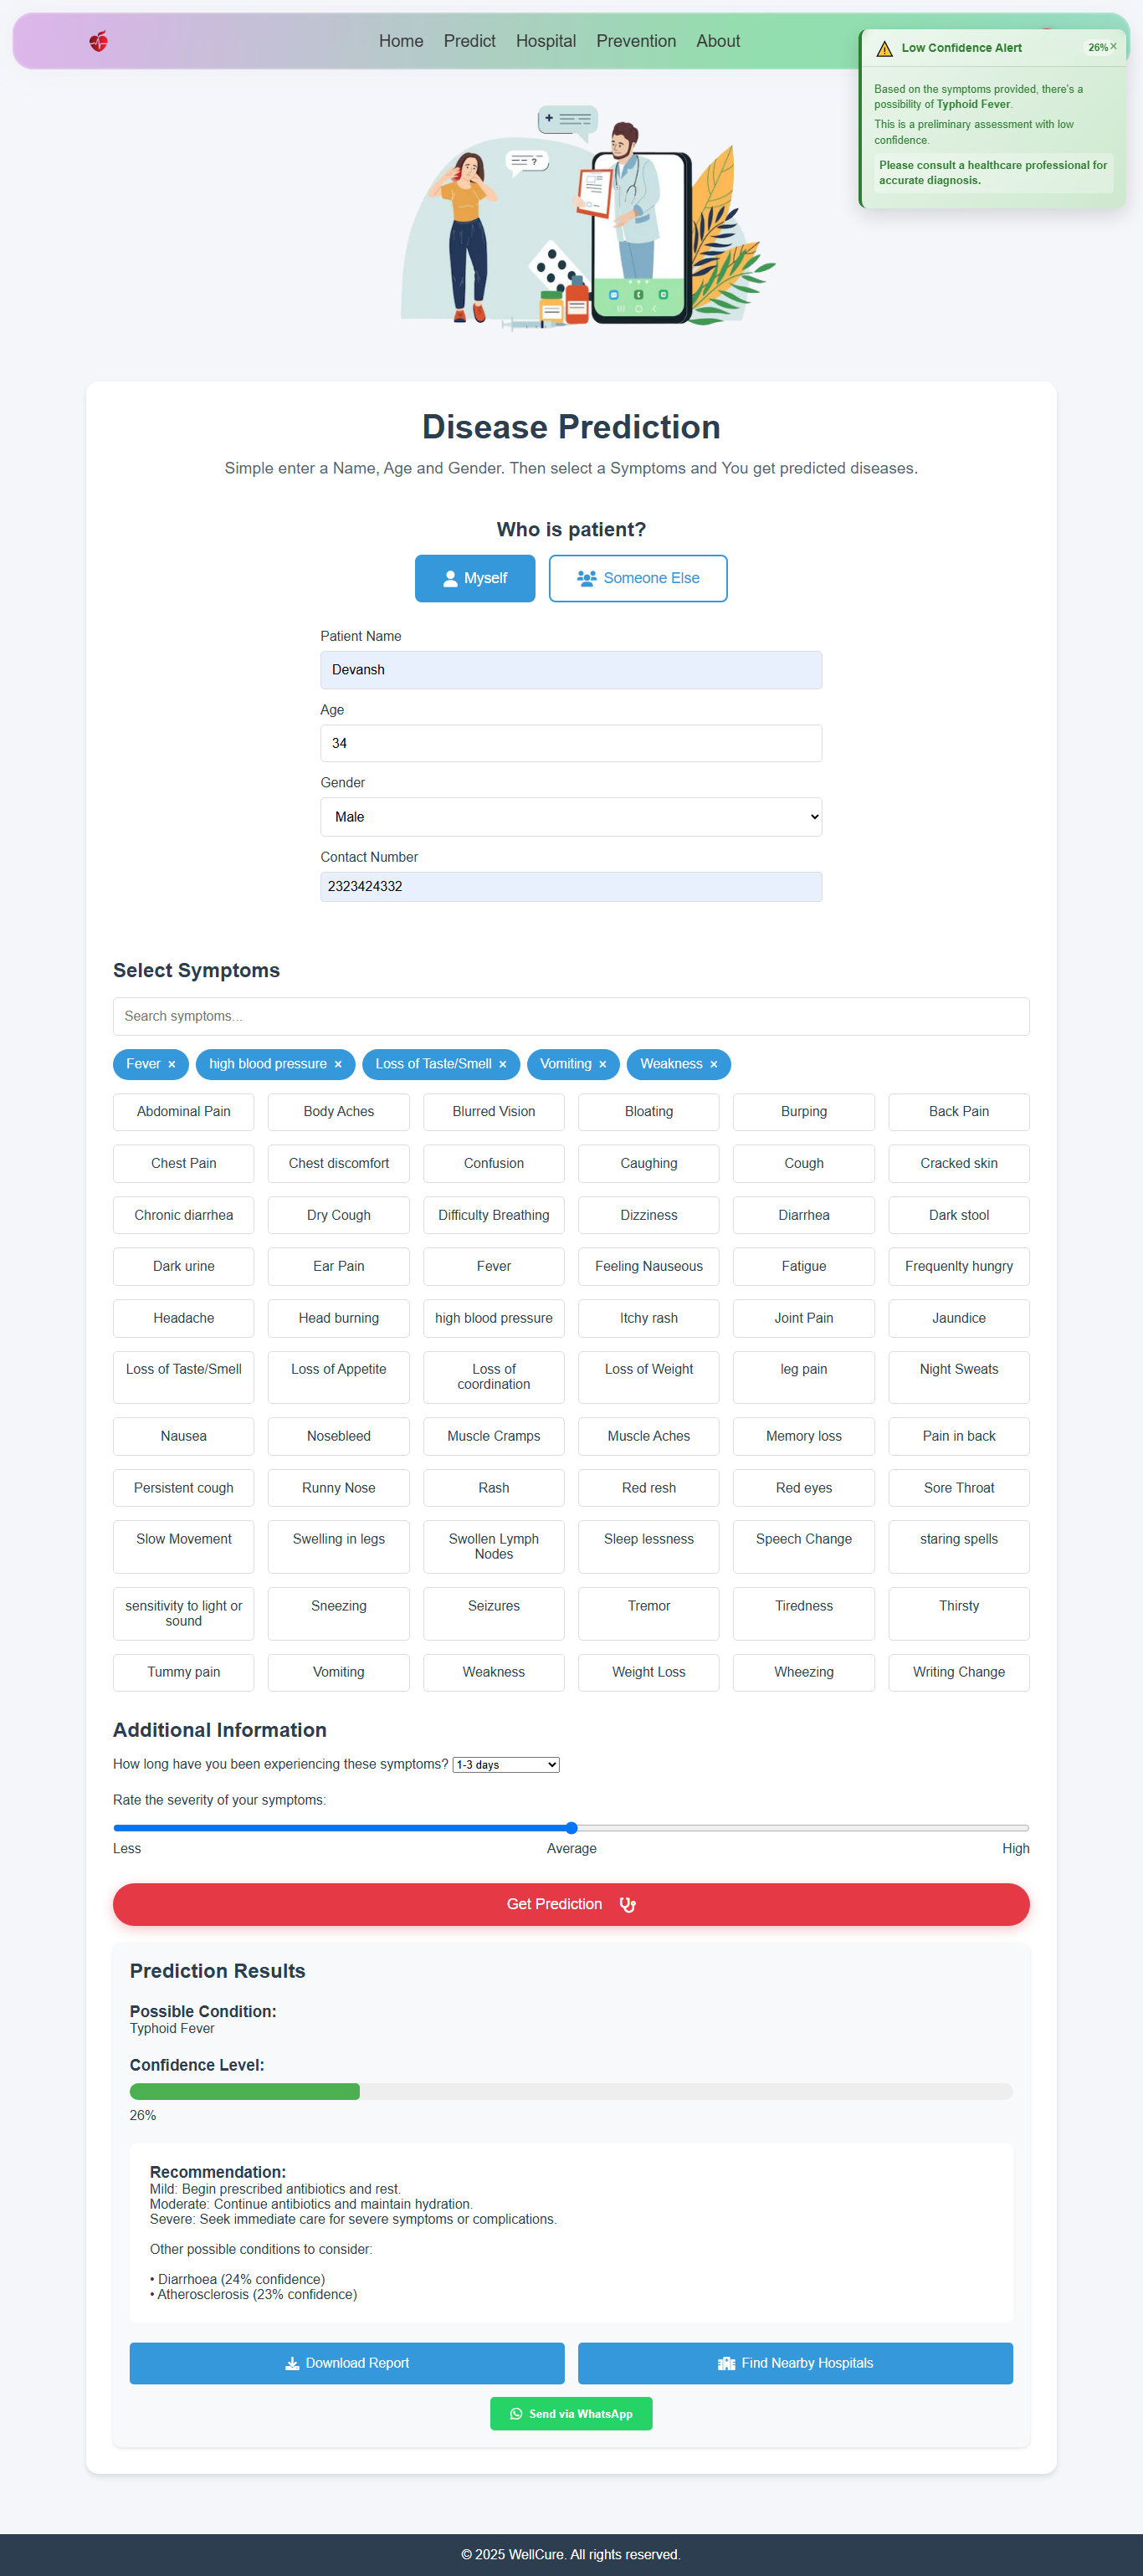 Home Predict Hospital Prevention About
Low Confidence Alert 26% ×
Based on the symptoms provided, there's a
possibility of Typhoid Fever.
This is a preliminary assessment with low
confidence.
Please consult a healthcare professional for
accurate diagnosis.
Disease Prediction
Simple enter a Name, Age and Gender. Then select a Symptoms and You get predicted diseases.
Who is patient?
Myself Someone Else
Patient Name
Devansh
Age
34
Gender
Male
Contact Number
2323424332
Select Symptoms
Search symptoms...
Fever × high blood pressure × Loss of Taste/Smell × Vomiting × Weakness ×
Abdominal Pain Body Aches Blurred Vision Bloating Burping Back Pain
Chest Pain Chest discomfort Confusion Caughing Cough Cracked skin
Chronic diarrhea Dry Cough Difficulty Breathing Dizziness Diarrhea Dark stool
Dark urine Ear Pain Fever Feeling Nauseous Fatigue Frequenlty hungry
Headache Head burning high blood pressure Itchy rash Joint Pain Jaundice
Loss of Taste/Smell Loss of Appetite Loss of coordination Loss of Weight leg pain Night Sweats
Nausea Nosebleed Muscle Cramps Muscle Aches Memory loss Pain in back
Persistent cough Runny Nose Rash Red resh Red eyes Sore Throat
Slow Movement Swelling in legs Swollen Lymph Nodes Sleep lessness Speech Change staring spells
sensitivity to light or sound Sneezing Seizures Tremor Tiredness Thirsty
Tummy pain Vomiting Weakness Weight Loss Wheezing Writing Change
Additional Information
How long have you been experiencing these symptoms? 1-3 days
Rate the severity of your symptoms:
Less Average High
Get Prediction
Prediction Results
Possible Condition:
Typhoid Fever
Confidence Level:
26%
Recommendation:
Mild: Begin prescribed antibiotics and rest.
Moderate: Continue antibiotics and maintain hydration.
Severe: Seek immediate care for severe symptoms or complications.
Other possible conditions to consider:
• Diarrhoea (24% confidence)
• Atherosclerosis (23% confidence)
Download Report Find Nearby Hospitals
Send via WhatsApp
© 2025 WellCure. All rights reserved.